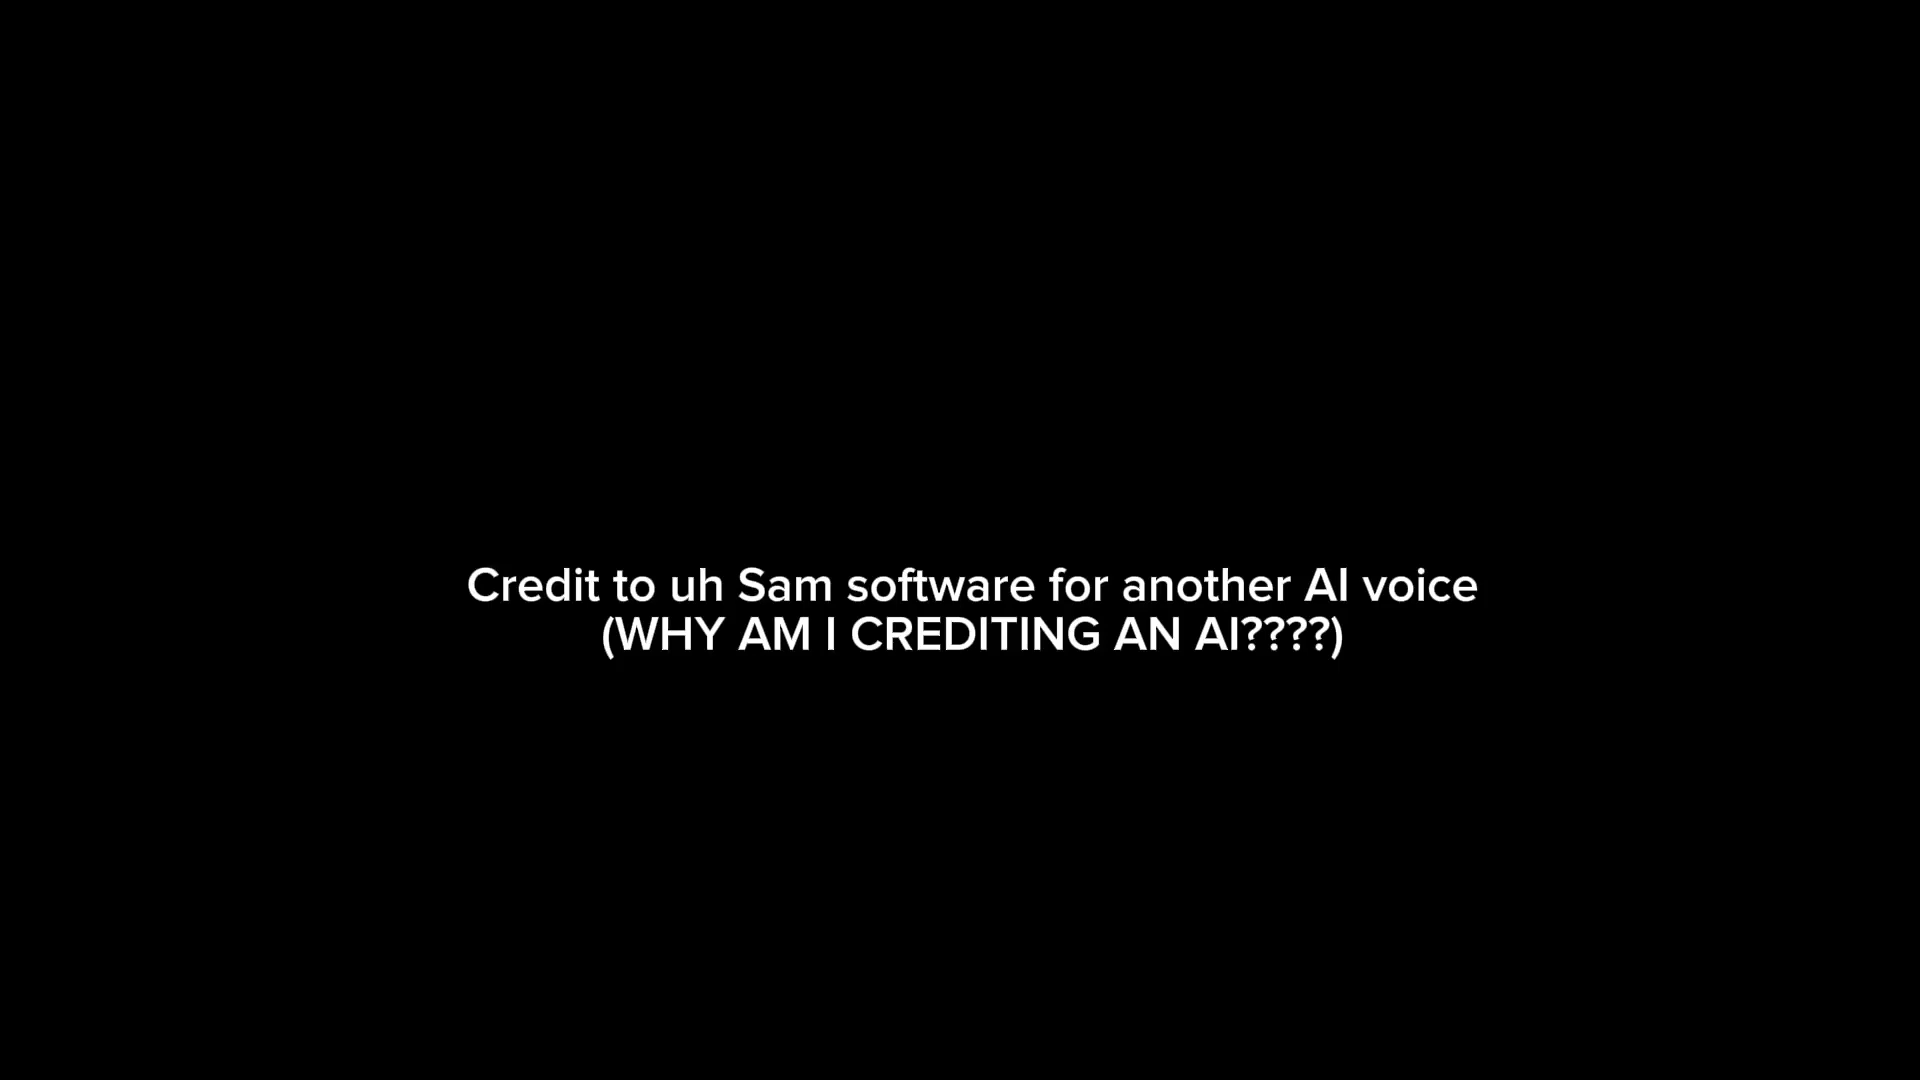 Credit to uh Sam software for another AI voice
(WHY AM I CREDITING AN AI????)